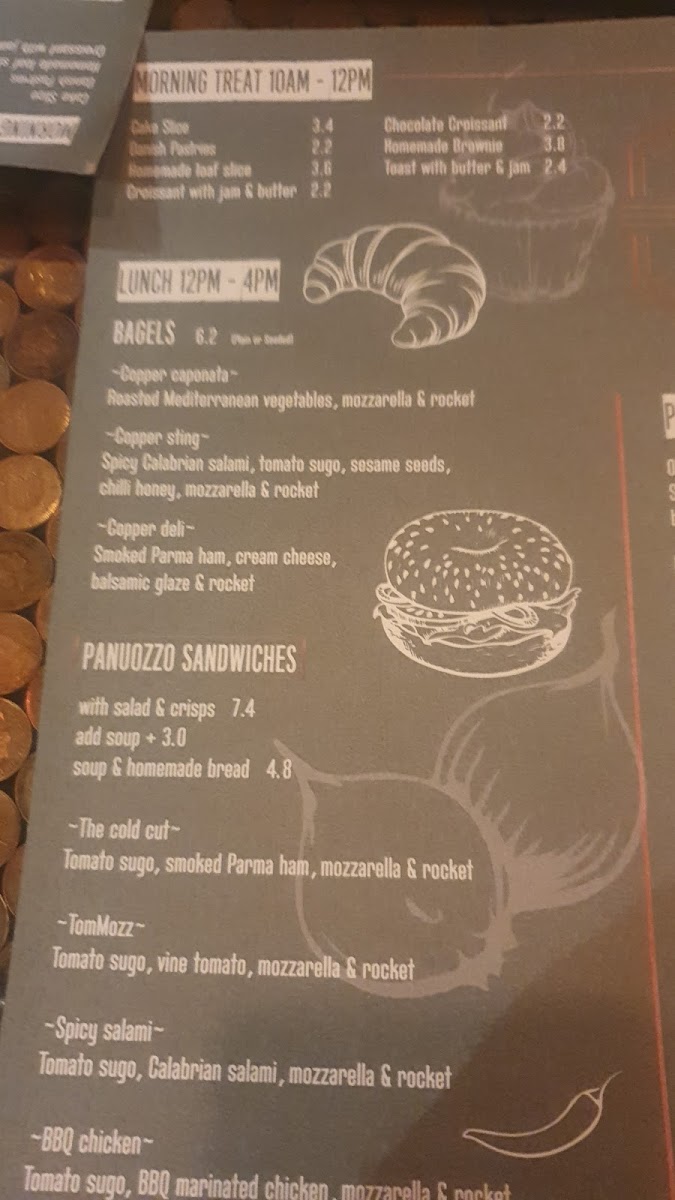 MORNING TREAT 10AM - 12PM
Cake Slice 3.4
Danish Pastries 2.2
Homemade loaf slice 3.6
Croissant with jam & butter 2.2
Chocolate Croissant 2.2
Homemade Brownie 3.8
Toast with butter & jam 2.4
LUNCH 12PM - 4PM
BAGELS 6.2 (Plain or Seeded)
~Copper caponata~
Roasted Mediterranean vegetables, mozzarella & rocket
~Copper sting~
Spicy Calabrian salami, tomato sugo, sesame seeds,
chilli honey, mozzarella & rocket
~Copper deli~
Smoked Parma ham, cream cheese,
balsamic glaze & rocket
PANUOZZO SANDWICHES
with salad & crisps 7.4
add soup + 3.0
soup & homemade bread 4.8
~The cold cut~
Tomato sugo, smoked Parma ham, mozzarella & rocket
~TomMozz~
Tomato sugo, vine tomato, mozzarella & rocket
~Spicy salami~
Tomato sugo, Calabrian salami, mozzarella & rocket
~BBQ chicken~
Tomato sugo, BBQ marinated chicken, mozzarella & rocket